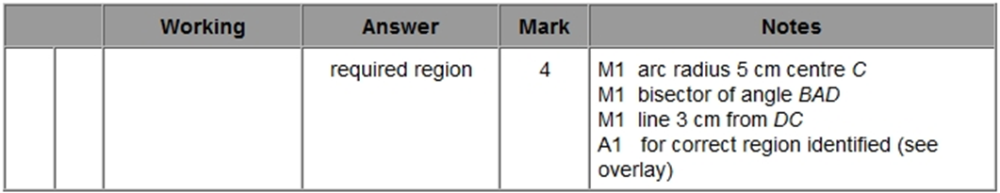 Working Answer Mark Notes
required region 4 M1 arc radius 5 cm centre C
M1 bisector of angle BAD
M1 line 3 cm from DC
A1 for correct region identified (see
overlay)